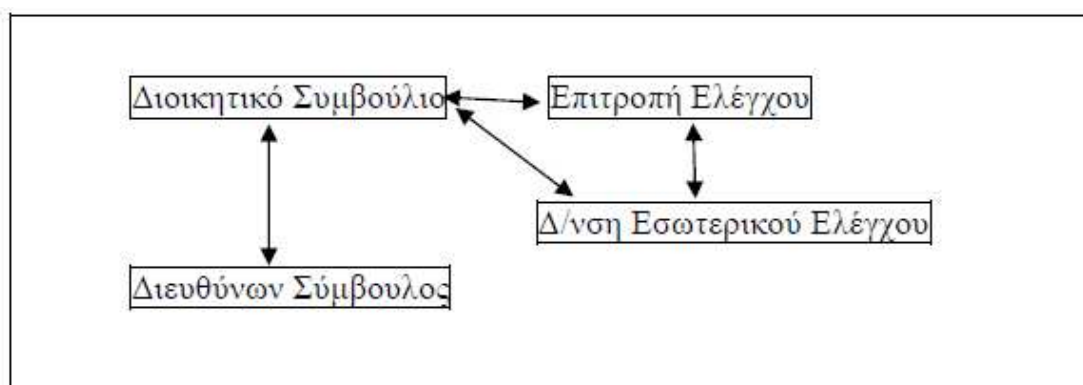 Διοικητικό Συμβούλιο
Επιτροπή Ελέγχου
Δ/νση Εσωτερικού Ελέγχου
Διευθύνων Σύμβουλος